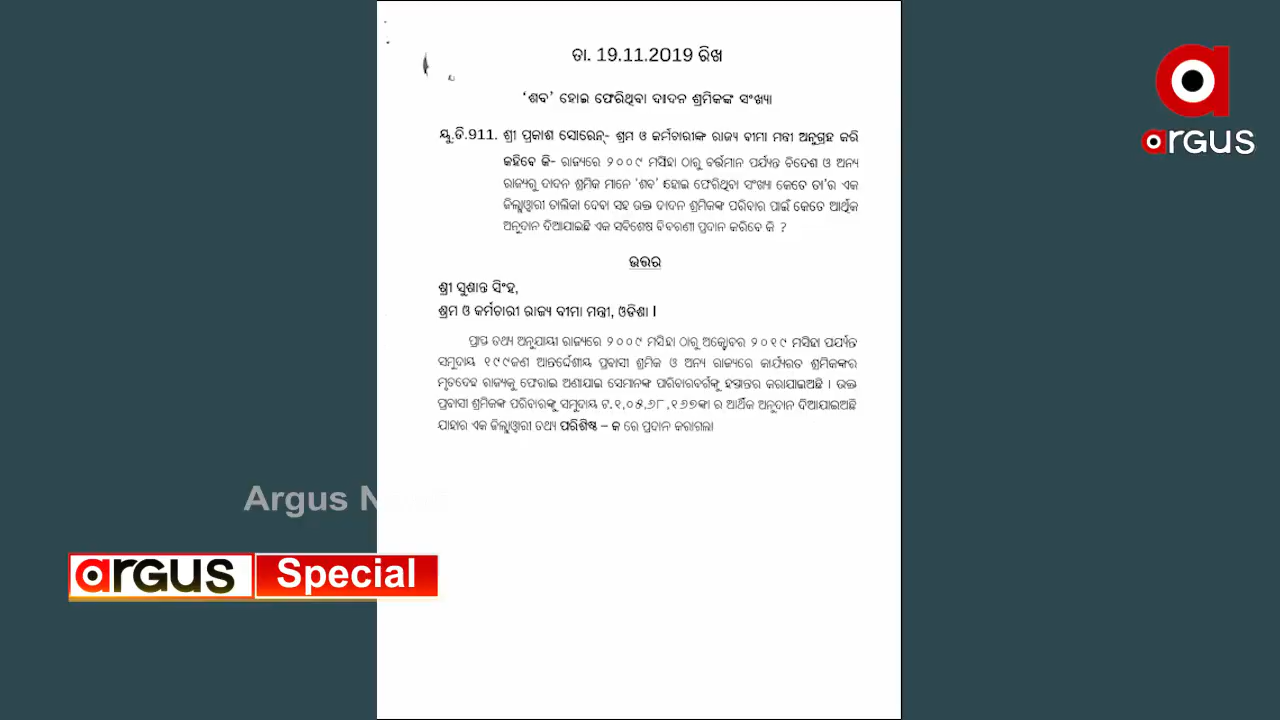 ତା. 19.11.2019 ରିଖ
argus
‘ଶବ’ ହୋଇ ଫେରିଥିବା ଦାଦନ ଶ୍ରମିକଙ୍କ ସଂଖ୍ୟା
ୟୁ.ଡି.911. ଶ୍ରୀ ପ୍ରକାଶ ସୋରେନ୍- ଶ୍ରମ ଓ କର୍ମଚାରୀଙ୍କ ରାଜ୍ୟ ବୀମା ମନ୍ତ୍ରୀ ଅନୁଗ୍ରହ କରି
କହିବେ କି- ରାଜ୍ୟରେ ୨୦୦୯ ମସିହା ଠାରୁ ବର୍ତ୍ତମାନ ପର୍ଯ୍ୟନ୍ତ ବିଦେଶ ଓ ଅନ୍ୟ
ରାଜ୍ୟରୁ ଦାଦନ ଶ୍ରମିକ ମାନେ ‘ଶବ’ ହୋଇ ଫେରିଥିବା ସଂଖ୍ୟା କେତେ ତା’ର ଏକ
ଜିଲ୍ଲାୱାରୀ ତାଲିକା ଦେବା ସହ ଉକ୍ତ ଦାଦନ ଶ୍ରମିକଙ୍କ ପରିବାର ପାଇଁ କେତେ ଆର୍ଥିକ
ଅନୁଦାନ ଦିଆଯାଇଛି ଏକ ସବିଶେଷ ବିବରଣୀ ପ୍ରଦାନ କରିବେ କି ?
ଉତ୍ତର
ଶ୍ରୀ ସୁଶାନ୍ତ ସିଂହ,
ଶ୍ରମ ଓ କର୍ମଚାରୀ ରାଜ୍ୟ ବୀମା ମନ୍ତ୍ରୀ, ଓଡିଶା ।
ପ୍ରାପ୍ତ ତଥ୍ୟ ଅନୁଯାୟୀ ରାଜ୍ୟରେ ୨୦୦୯ ମସିହା ଠାରୁ ଅକ୍ଟୋବର ୨୦୧୯ ମସିହା ପର୍ଯ୍ୟନ୍ତ
ସମୁଦାୟ ୧୯୯ଜଣ ଆନ୍ତର୍ଦ୍ଦେଶୀୟ ପ୍ରବାସୀ ଶ୍ରମିକ ଓ ଅନ୍ୟ ରାଜ୍ୟରେ କାର୍ଯ୍ୟରତ ଶ୍ରମିକଙ୍କର
ମୃତଦେହ ରାଜ୍ୟକୁ ଫେରାଇ ଅଣାଯାଇ ସେମାନଙ୍କ ପରିବାରବର୍ଗଙ୍କୁ ହସ୍ତାନ୍ତର କରାଯାଇଅଛି । ଉକ୍ତ
ପ୍ରବାସୀ ଶ୍ରମିକଙ୍କ ପରିବାରଙ୍କୁ ସମୁଦାୟ ଟ.୧,୦୫,୬୮,୧୬୭ଙ୍କା ର ଆର୍ଥିକ ଅନୁଦାନ ଦିଆଯାଇଅଛି
ଯାହାର ଏକ ଜିଲ୍ଲାୱାରୀ ତଥ୍ୟ ପରିଶିଷ୍ଟ – କ ରେ ପ୍ରଦାନ କରାଗଲା
Argus
argus Special